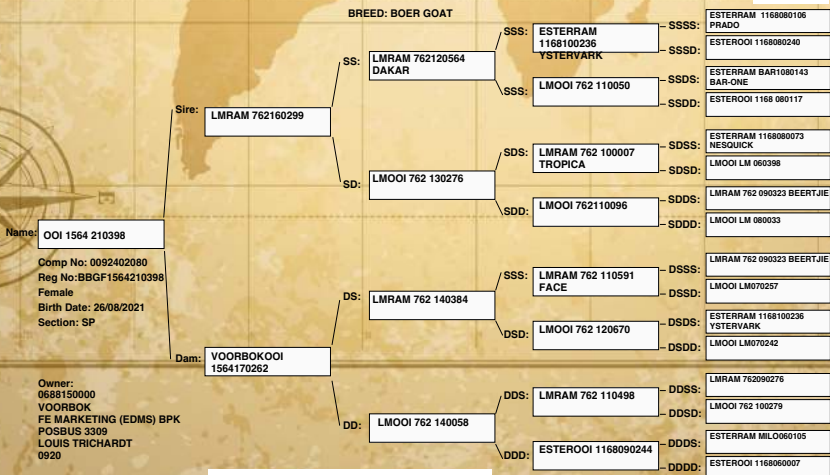 BREED: BOER GOAT
Name:
OOI 1564 210398
Comp No: 0092402080
Reg No:BBGF1564210398
Female
Birth Date: 26/08/2021
Section: SP
Owner:
0688150000
VOORBOK
FE MARKETING (EDMS) BPK
POSBUS 3309
LOUIS TRICHARDT
0920
Sire:
LMRAM 762160299
Dam:
VOORBOKOOI
1564170262
SS:
LMRAM 762120564
DAKAR
SD:
LMOOI 762 130276
DS:
LMRAM 762 140384
DD:
LMOOI 762 140058
SSS:
ESTERRAM
1168100236
YSTERVARK
SSS:
LMOOI 762 110050
SDS:
LMRAM 762 100007
TROPICA
SDD:
LMOOI 762110096
SSS:
LMRAM 762 110591
FACE
DSD:
LMOOI 762 120670
DDS:
LMRAM 762 110498
DDD:
ESTEROOI 1168090244
SSSS:
ESTERRAM 1168080106
PRADO
SSSD:
ESTEROOI 1168080240
SSDS:
ESTERRAM BAR1080143
BAR-ONE
SSDD:
ESTEROOI 1168 080117
SDSS:
ESTERRAM 1168080073
NESQUICK
SDSD:
LMOOI LM 060398
SDDS:
LMRAM 762 090323 BEERTJIE
SDDD:
LMOOI LM 080033
DSSS:
LMRAM 762 090323 BEERTJIE
DSSD:
LMOOI LM070257
DSDS:
ESTERRAM 1168100236
YSTERVARK
DSDD:
LMOOI LM070242
DDSS:
LMRAM 762090276
DDSD:
LMOOI 762 100279
DDDS:
ESTERRAM MILO060105
DDDD:
ESTEROOI 1168060007